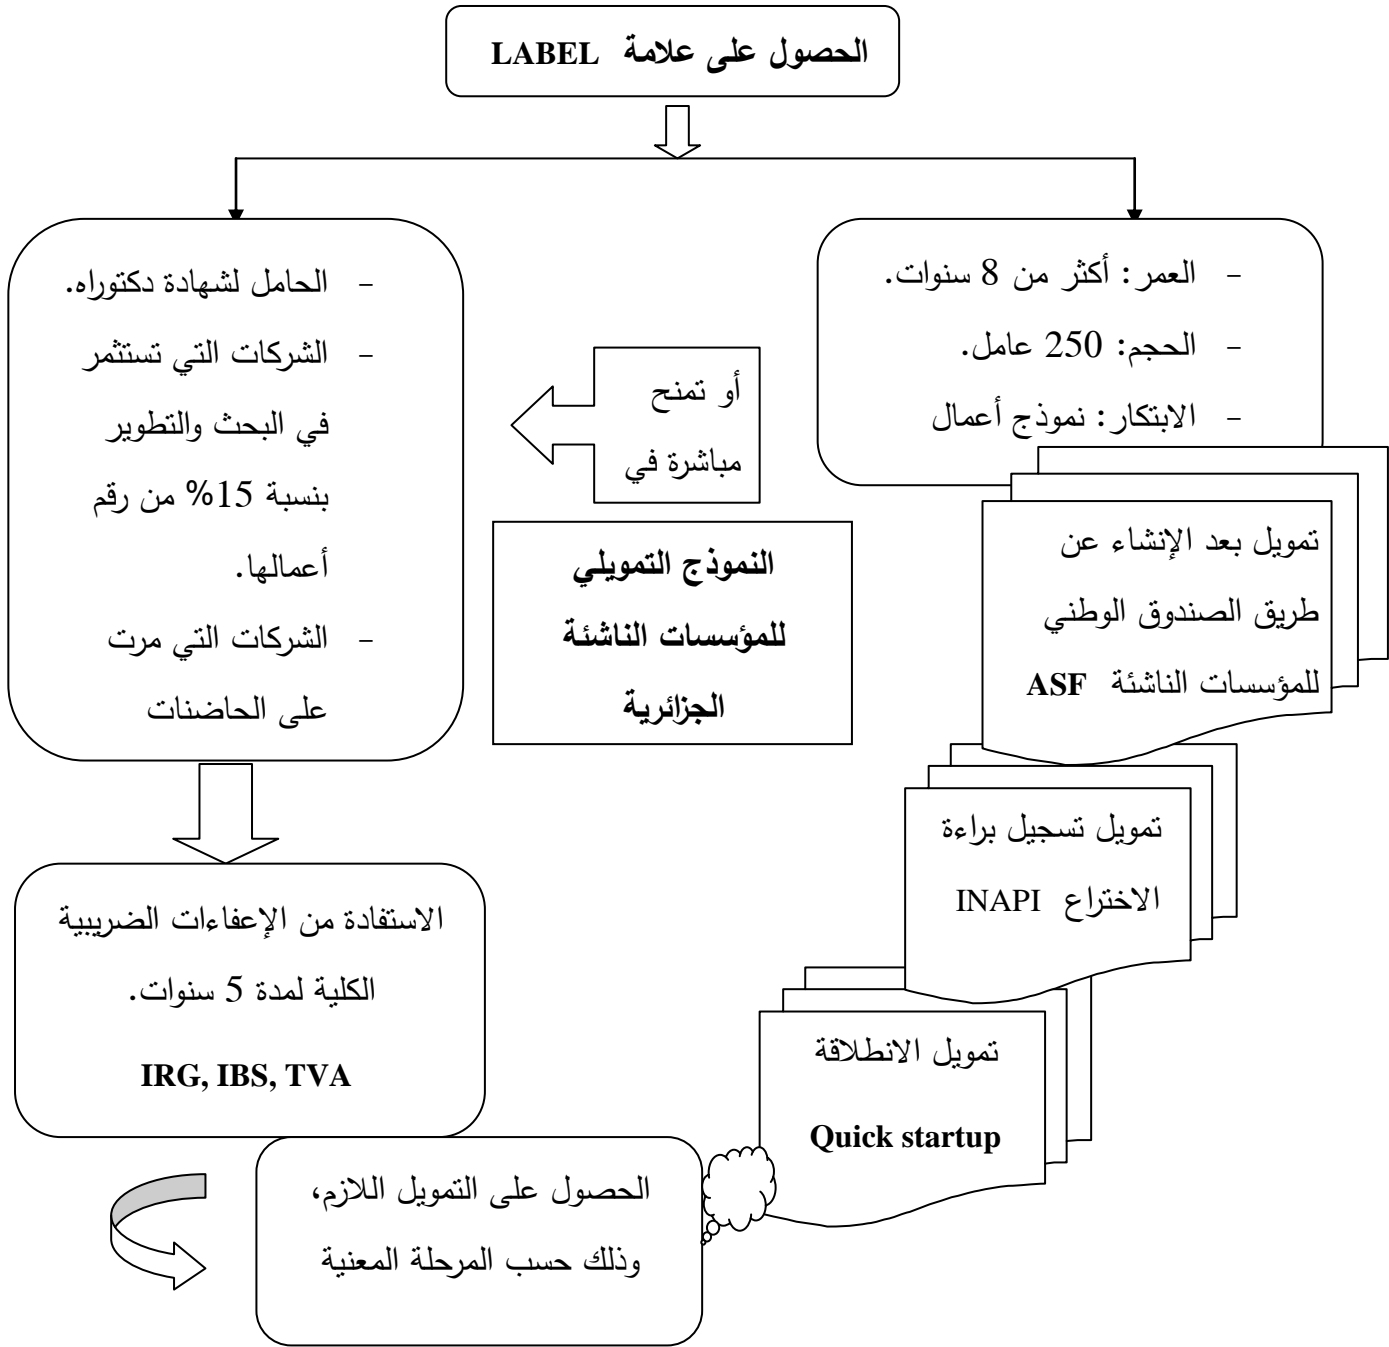 الحصول على علامة LABEL
- العمر: أكثر من 8 سنوات.
- الحجم: 250 عامل.
- الابتكار: نموذج أعمال
أو تمنح
مباشرة في
- الحامل لشهادة دكتوراه.
- الشركات التي تستثمر
في البحث والتطوير
بنسبة 15% من رقم
أعمالها.
- الشركات التي مرت
على الحاضنات
النموذج التمويلي
للمؤسسات الناشئة
الجزائرية
تمويل بعد الإنشاء عن
طريق الصندوق الوطني
للمؤسسات الناشئة ASF
تمويل تسجيل براءة
الاختراع INAPI
تمويل الانطلاقة
Quick startup
الاستفادة من الإعفاءات الضريبية
الكلية لمدة 5 سنوات.
IRG, IBS, TVA
الحصول على التمويل اللازم،
وذلك حسب المرحلة المعنية